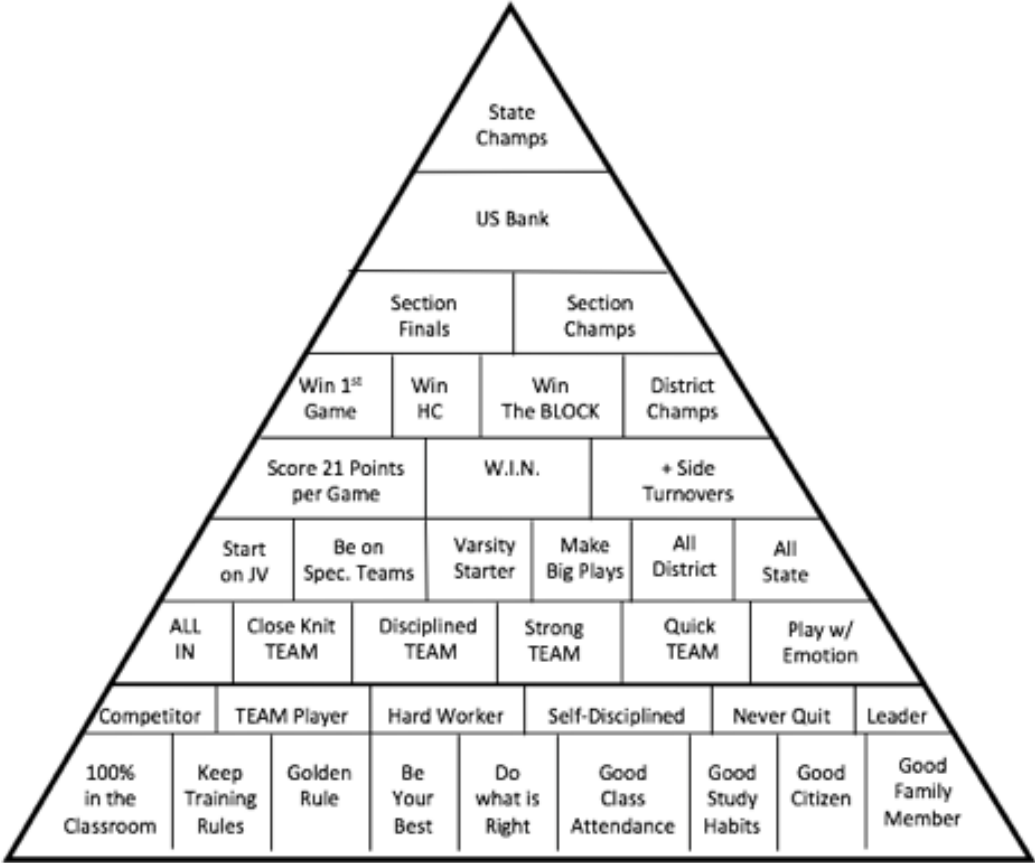 State
Champs
US Bank
Section
Finals
Section
Champs
Win 1st
Game
Win
HC
Win
The BLOCK
District
Champs
Score 21 Points
per Game
W.I.N.
+ Side
Turnovers
Start
on JV
Be on
Spec. Teams
Varsity
Starter
Make
Big Plays
All
District
All
State
ALL
IN
Close Knit
TEAM
Disciplined
TEAM
Strong
TEAM
Quick
TEAM
Play w/
Emotion
Competitor
TEAM Player
Hard Worker
Self-Disciplined
Never Quit
Leader
100%
in the
Classroom
Keep
Training
Rules
Golden
Rule
Be
Your
Best
Do
what is
Right
Good
Class
Attendance
Good
Study
Habits
Good
Citizen
Good
Family
Member